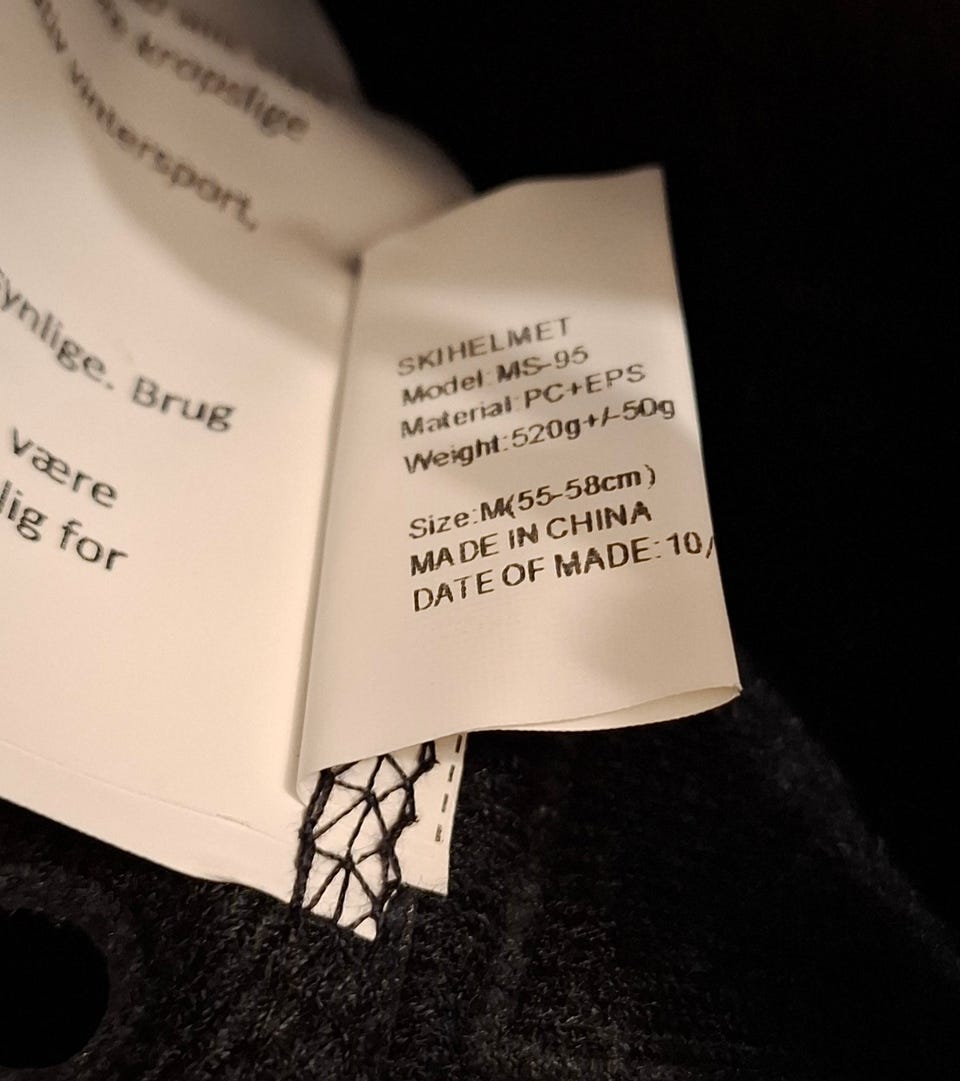 kropslige
vintersport,
synlige. Brug
være
lig for
SKIHELMET
Model:MS-95
Material:PC+EPS
Weight:520g+/-50g
Size:M(55-58cm)
MADE IN CHINA
DATE OF MADE:10/